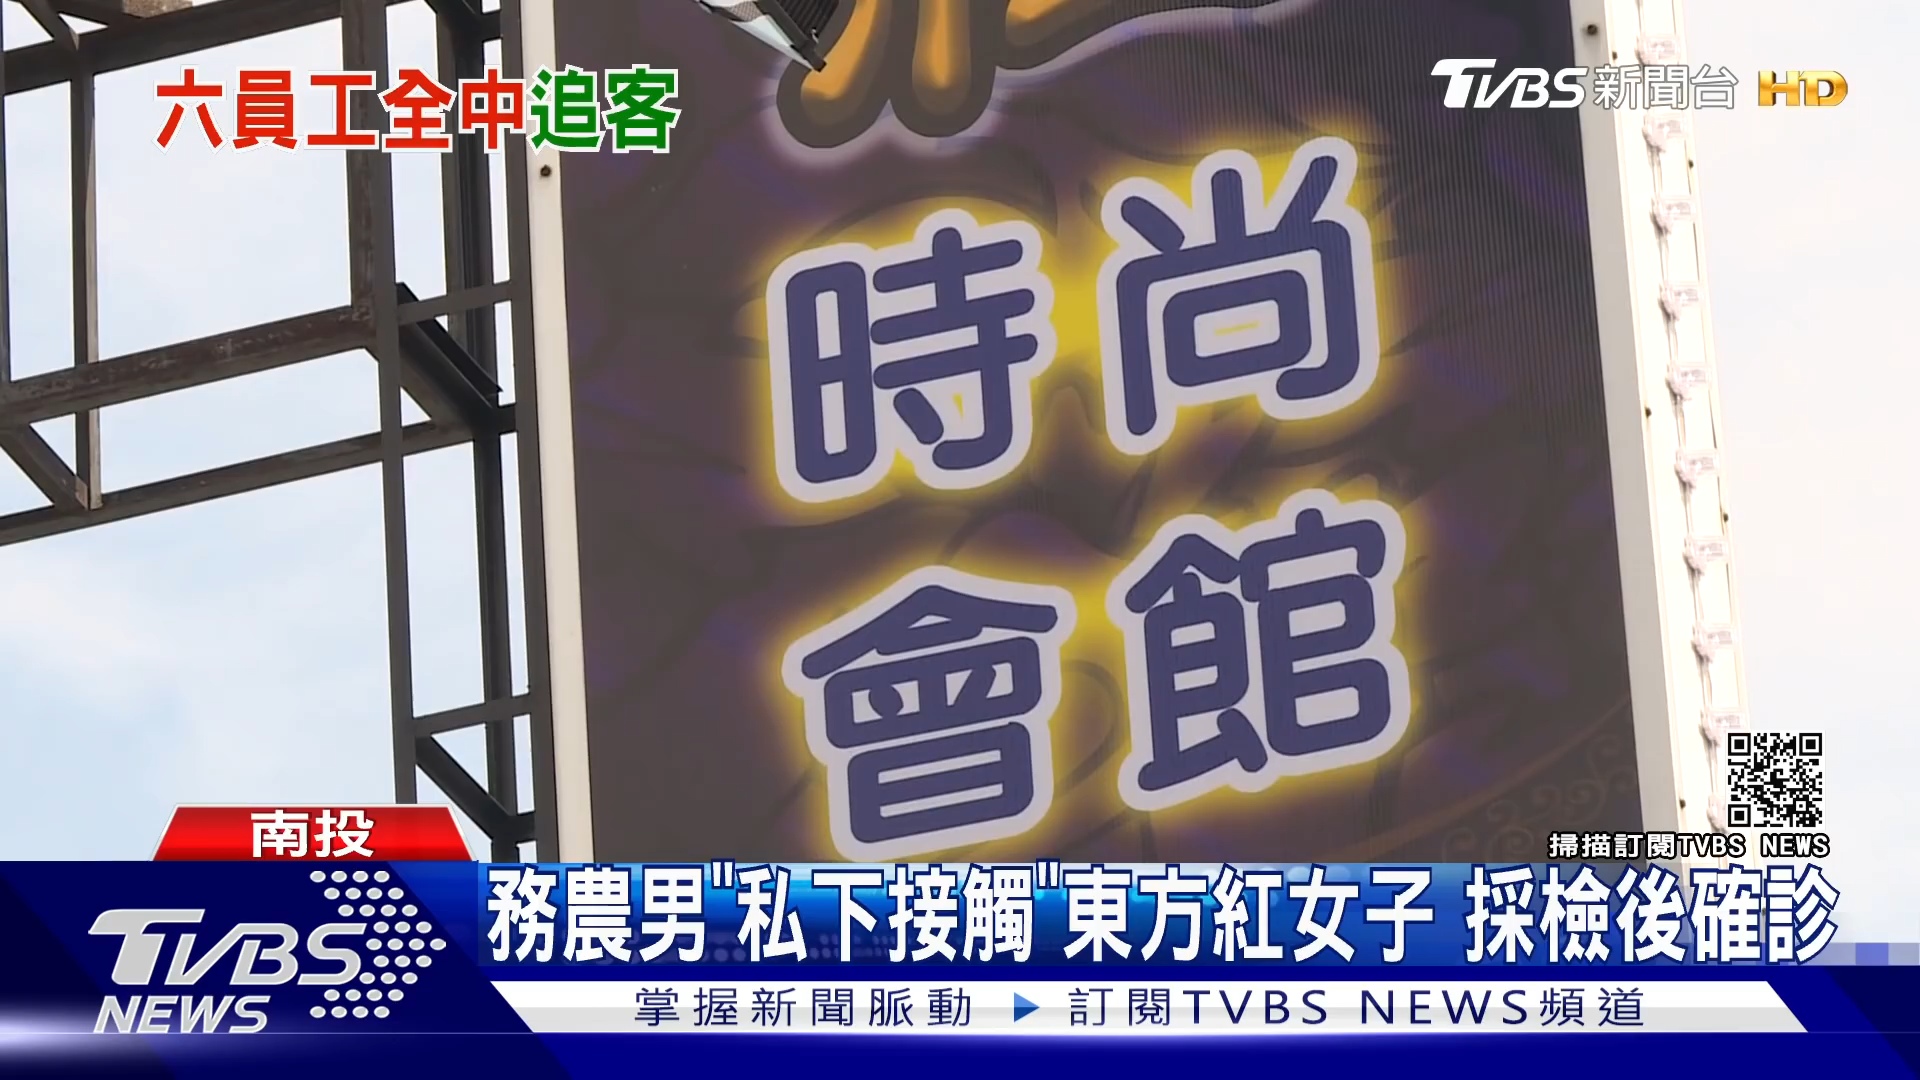 六員工全中追客
TVBS新聞台 HD
時尚
會館
南投
掃描訂閱TVBS NEWS
務農男"私下接觸"東方紅女子 採檢後確診
TVBS NEWS
掌握新聞脈動 ▶ 訂閱TVBS NEWS頻道